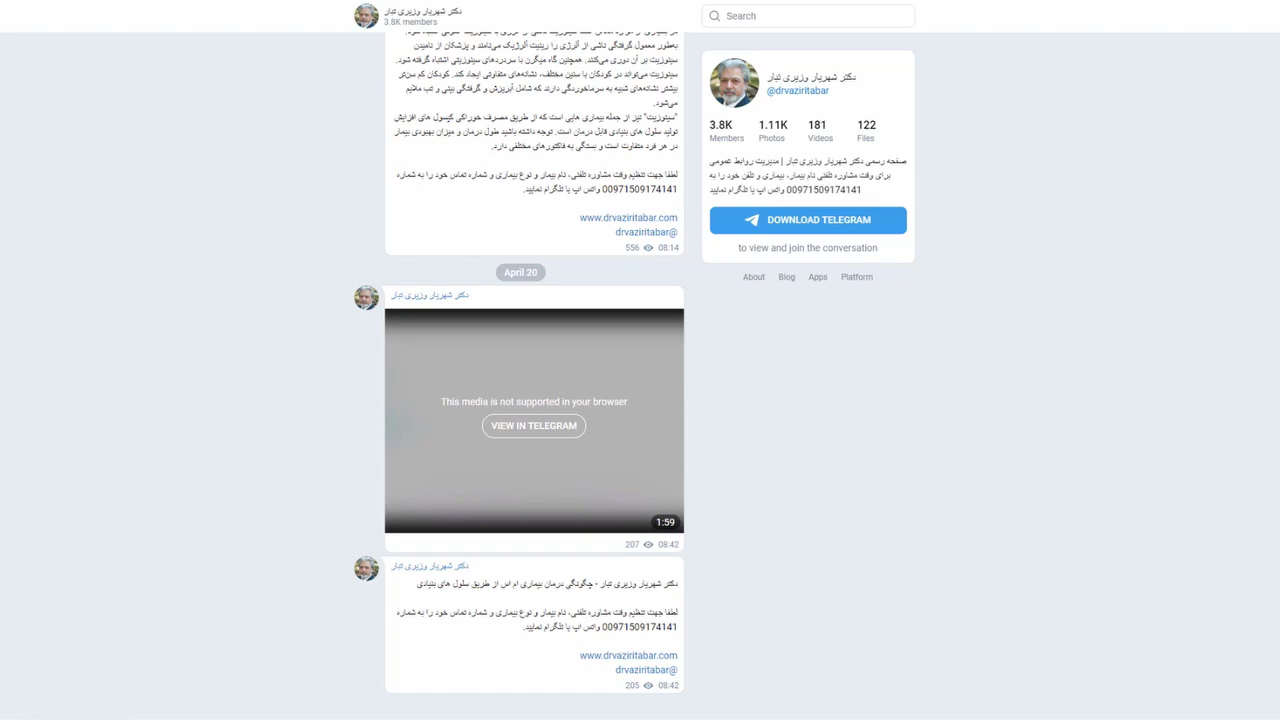 دکتر شهریار وزیری تبار
3.8K members
Search
به‌طور معمول گرفتگی ناشی از آلرژی را رینیت آلرژیک می‌نامند و پزشکان از نامیدن
سینوزیت بر آن دوری می‌کنند. همچنین گاه میگرن با سردردهای سینوزیتی اشتباه گرفته شود.
سینوزیت می‌تواند در کودکان با سنین مختلف، نشانه‌های متفاوتی ایجاد کند. کودکان کم سن‌تر
بیشتر نشانه‌های شبیه به سرماخوردگی دارند که شامل آبریزش و گرفتگی بینی و تب ملایم
می‌شود.
"سینوزیت" نیز از جمله بیماری هایی است که از طریق مصرف خوراکی کپسول های افزایش
تولید سلول های بنیادی قابل درمان است. توجه داشته باشید طول درمان و میزان بهبودی بیمار
در هر فرد متفاوت است و بستگی به فاکتورهای مختلفی دارد.
لطفا جهت تنظیم وقت مشاوره تلفنی، نام بیمار و نوع بیماری و شماره تماس خود را به شماره
00971509174141 واتس اپ یا تلگرام نمایید.
www.drvaziritabar.com
@drvaziritabar
556 08:14
April 20
دکتر شهریار وزیری تبار
This media is not supported in your browser
VIEW IN TELEGRAM
1:59
207 08:42
دکتر شهریار وزیری تبار
دکتر شهریار وزیری تبار - چگونگی درمان بیماری ام اس از طریق سلول های بنیادی
لطفا جهت تنظیم وقت مشاوره تلفنی، نام بیمار و نوع بیماری و شماره تماس خود را به شماره
00971509174141 واتس اپ یا تلگرام نمایید.
www.drvaziritabar.com
@drvaziritabar
205 08:42
دکتر شهریار وزیری تبار
@drvaziritabar
3.8K 1.11K 181 122
Members Photos Videos Files
صفحه رسمی دکتر شهریار وزیری تبار | مدیریت روابط عمومی
برای وقت مشاوره تلفنی نام بیمار، بیماری و تلفن خود را به
00971509174141 واتس اپ یا تلگرام نمایید
DOWNLOAD TELEGRAM
to view and join the conversation
About Blog Apps Platform